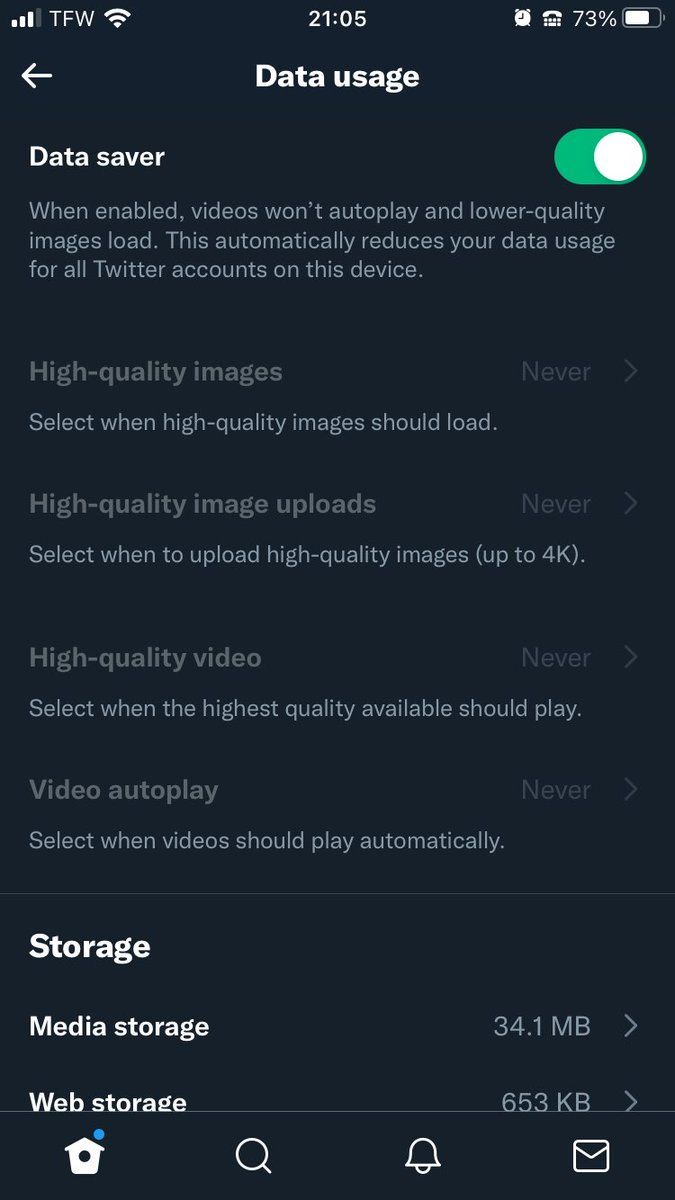 TFW 21:05 73%
Data usage
Data saver
When enabled, videos won’t autoplay and lower-quality
images load. This automatically reduces your data usage
for all Twitter accounts on this device.
High-quality images Never
Select when high-quality images should load.
High-quality image uploads Never
Select when to upload high-quality images (up to 4K).
High-quality video Never
Select when the highest quality available should play.
Video autoplay Never
Select when videos should play automatically.
Storage
Media storage 34.1 MB
Web storage 653 KB